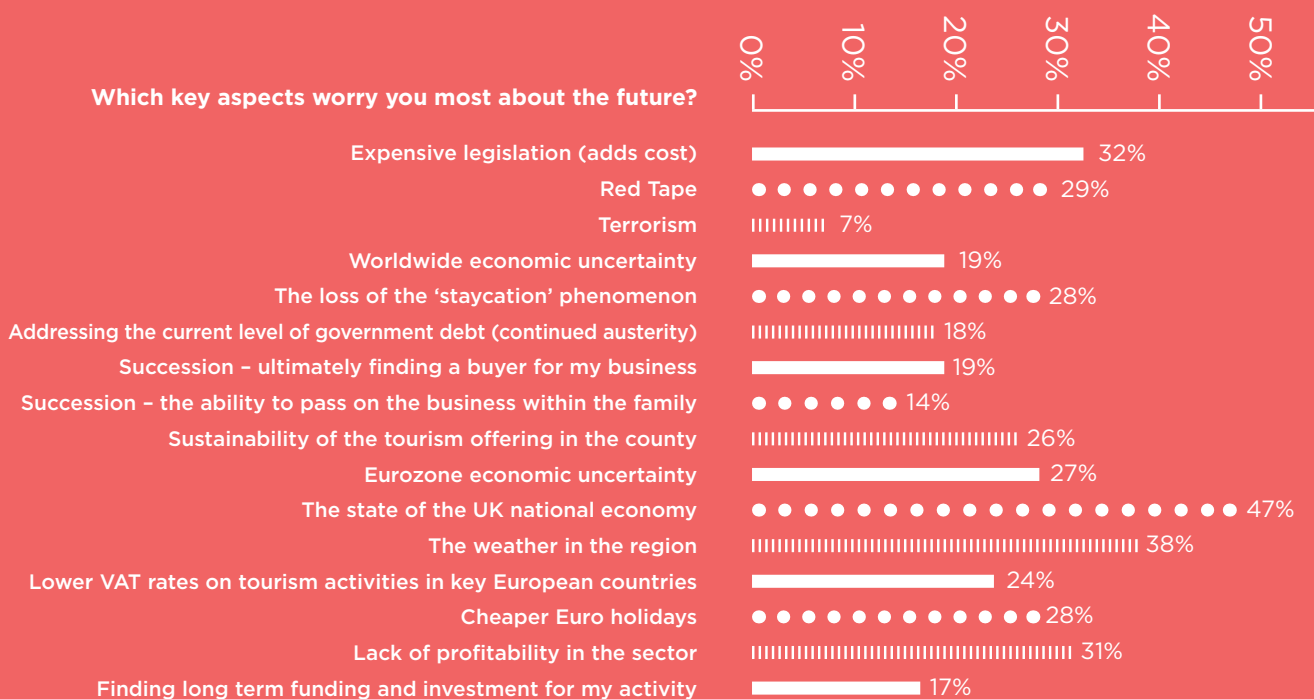 0% 10% 20% 30% 40% 50%
Which key aspects worry you most about the future?
Expensive legislation (adds cost) 32%
Red Tape 29%
Terrorism 7%
Worldwide economic uncertainty 19%
The loss of the ‘staycation’ phenomenon 28%
Addressing the current level of government debt (continued austerity) 18%
Succession – ultimately finding a buyer for my business 19%
Succession – the ability to pass on the business within the family 14%
Sustainability of the tourism offering in the county 26%
Eurozone economic uncertainty 27%
The state of the UK national economy 47%
The weather in the region 38%
Lower VAT rates on tourism activities in key European countries 24%
Cheaper Euro holidays 28%
Lack of profitability in the sector 31%
Finding long term funding and investment for my activity 17%